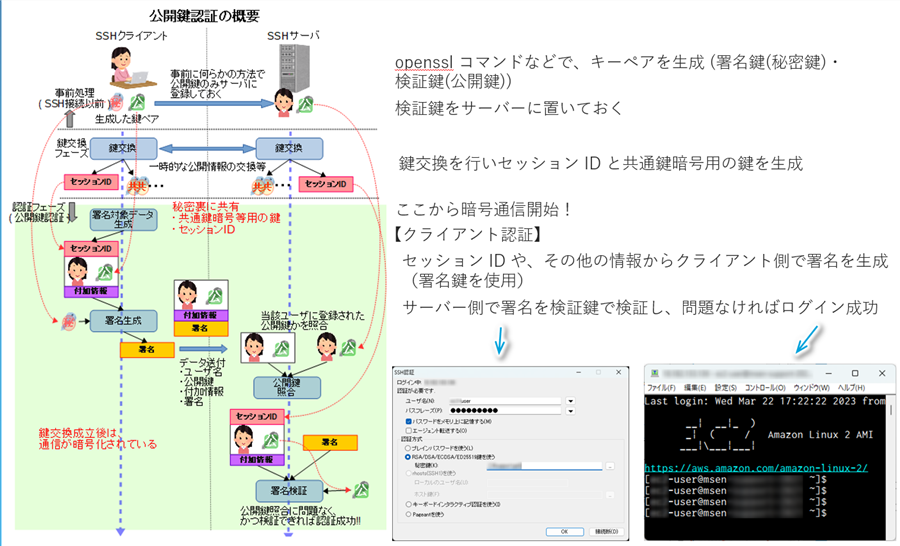 公開鍵認証の概要
SSHクライアント
SSHサーバ
事前に何らかの方法で
公開鍵のみサーバに
登録しておく
事前処理
(SSH接続以前)
生成した鍵ペア
鍵交換
フェーズ
鍵交換
鍵交換
一時的な公開情報の交換等
セッションID
共共・・・
共共・・・
セッションID
認証フェーズ
(公開鍵認証)
署名対象データ
生成
秘密裏に共有
・共通鍵暗号等用の鍵
・セッションID
セッションID
付加情報
付加情報
署名
署名生成
署名
当該ユーザに登録された
公開鍵かを照合
データ送付
・ユーザ名
・公開鍵
・付加情報
・署名
公開鍵
照合
セッションID
付加情報
署名
鍵交換成立後は
通信が暗号化されている
署名検証
公開鍵照合に問題なく、
かつ検証できれば認証成功!!
openssl コマンドなどで、キーペアを生成 (署名鍵(秘密鍵)・
検証鍵(公開鍵))
検証鍵をサーバーに置いておく
鍵交換を行いセッション ID と共通鍵暗号用の鍵を生成
ここから暗号通信開始！
【クライアント認証】
セッション ID や、その他の情報からクライアント側で署名を生成
（署名鍵を使用）
サーバー側で署名を検証鍵で検証し、問題なければログイン成功
SSH認証
ログイン中:
認証が必要です.
ユーザ名(N):
user
パスフレーズ(P):
パスワードをメモリ上に記憶する(M)
エージェント転送する(O)
認証方式
プレインパスワードを使う(L)
RSA/DSA/ECDSA/ED25519鍵を使う
秘密鍵(K):
rhosts(SSH1)を使う
ローカルのユーザ名(U):
ホスト鍵(F):
キーボードインタラクティブ認証を使う(I)
Pageantを使う
OK
接続断(D)
ファイル(F) 編集(E) 設定(S) コントロール(O) ウィンドウ(W) ヘルプ(H)
Last login: Wed Mar 22 17:22:22 2023 from
Amazon Linux 2 AMI
https://aws.amazon.com/amazon-linux-2/
-user@msen ~]$
-user@msen ~]$
-user@msen ~]$
-user@msen ~]$